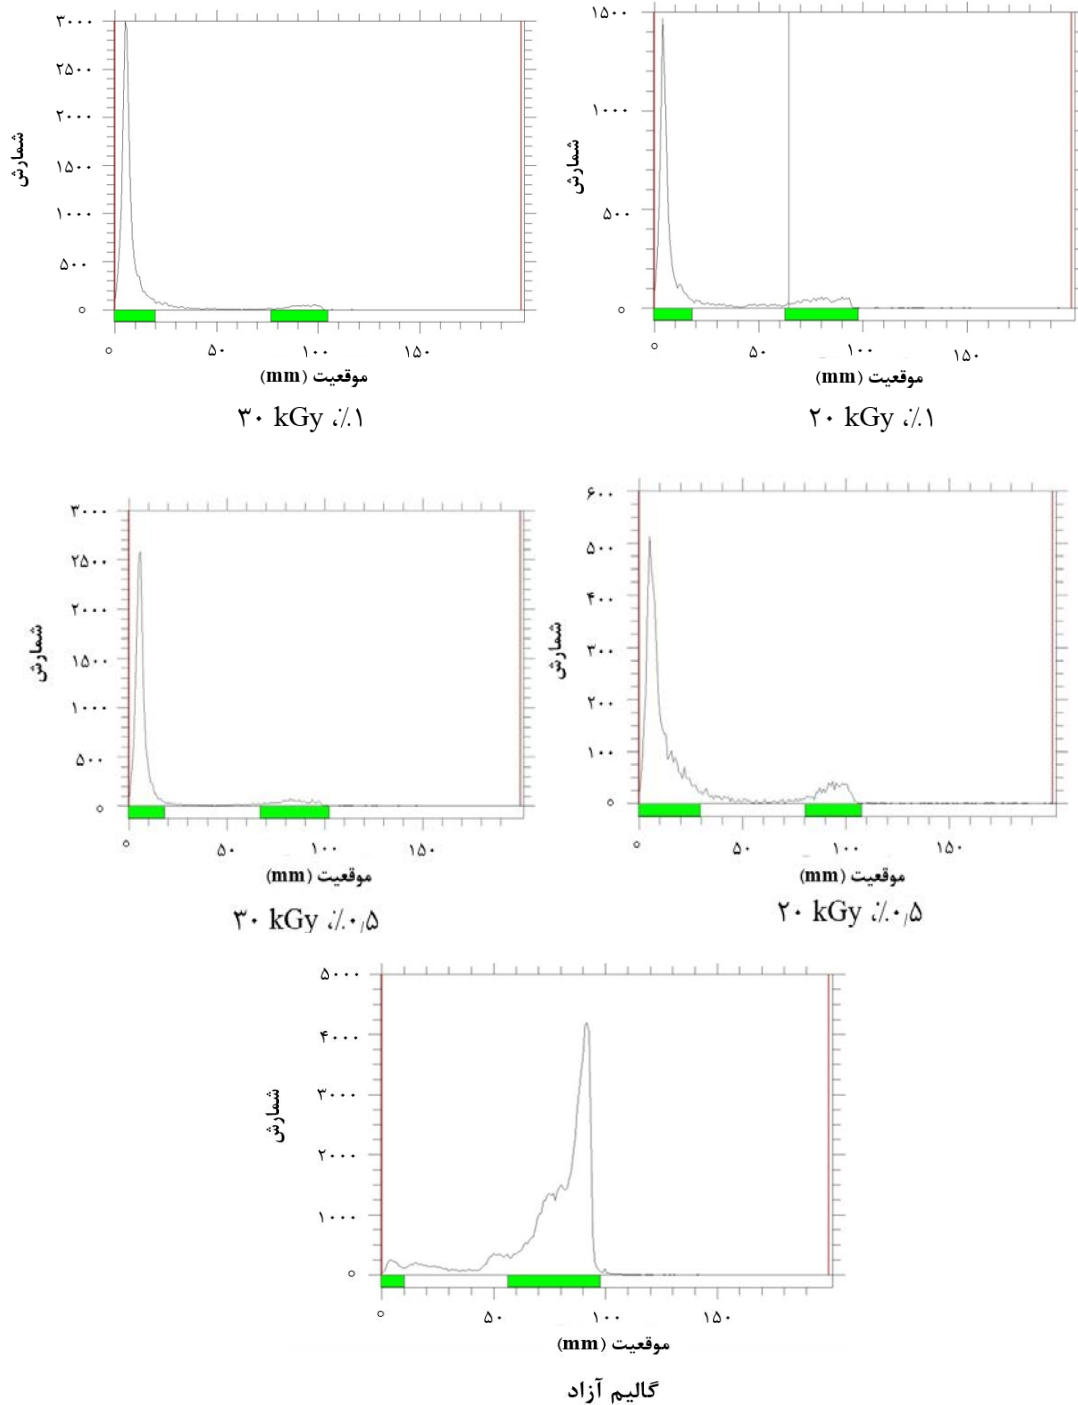 ۳۰۰۰
۲۵۰۰
۲۰۰۰
۱۵۰۰
۱۰۰۰
۵۰۰
۰
شمارش
۰ ۵۰ ۱۰۰ ۱۵۰
موقعیت (mm)
۳۰ kGy ،٪۱
۱۵۰۰
۱۰۰۰
۵۰۰
۰
شمارش
۰ ۵۰ ۱۰۰ ۱۵۰
موقعیت (mm)
۲۰ kGy ،٪۱
۳۰۰۰
۲۵۰۰
۲۰۰۰
۱۵۰۰
۱۰۰۰
۵۰۰
۰
شمارش
۰ ۵۰ ۱۰۰ ۱۵۰
موقعیت (mm)
۳۰ kGy ،٪۰٫۵
۶۰۰
۵۰۰
۴۰۰
۳۰۰
۲۰۰
۱۰۰
۰
شمارش
۰ ۵۰ ۱۰۰ ۱۵۰
موقعیت (mm)
۲۰ kGy ،٪۰٫۵
۵۰۰۰
۴۰۰۰
۳۰۰۰
۲۰۰۰
۱۰۰۰
۰
شمارش
۰ ۵۰ ۱۰۰ ۱۵۰
موقعیت (mm)
گالیم آزاد